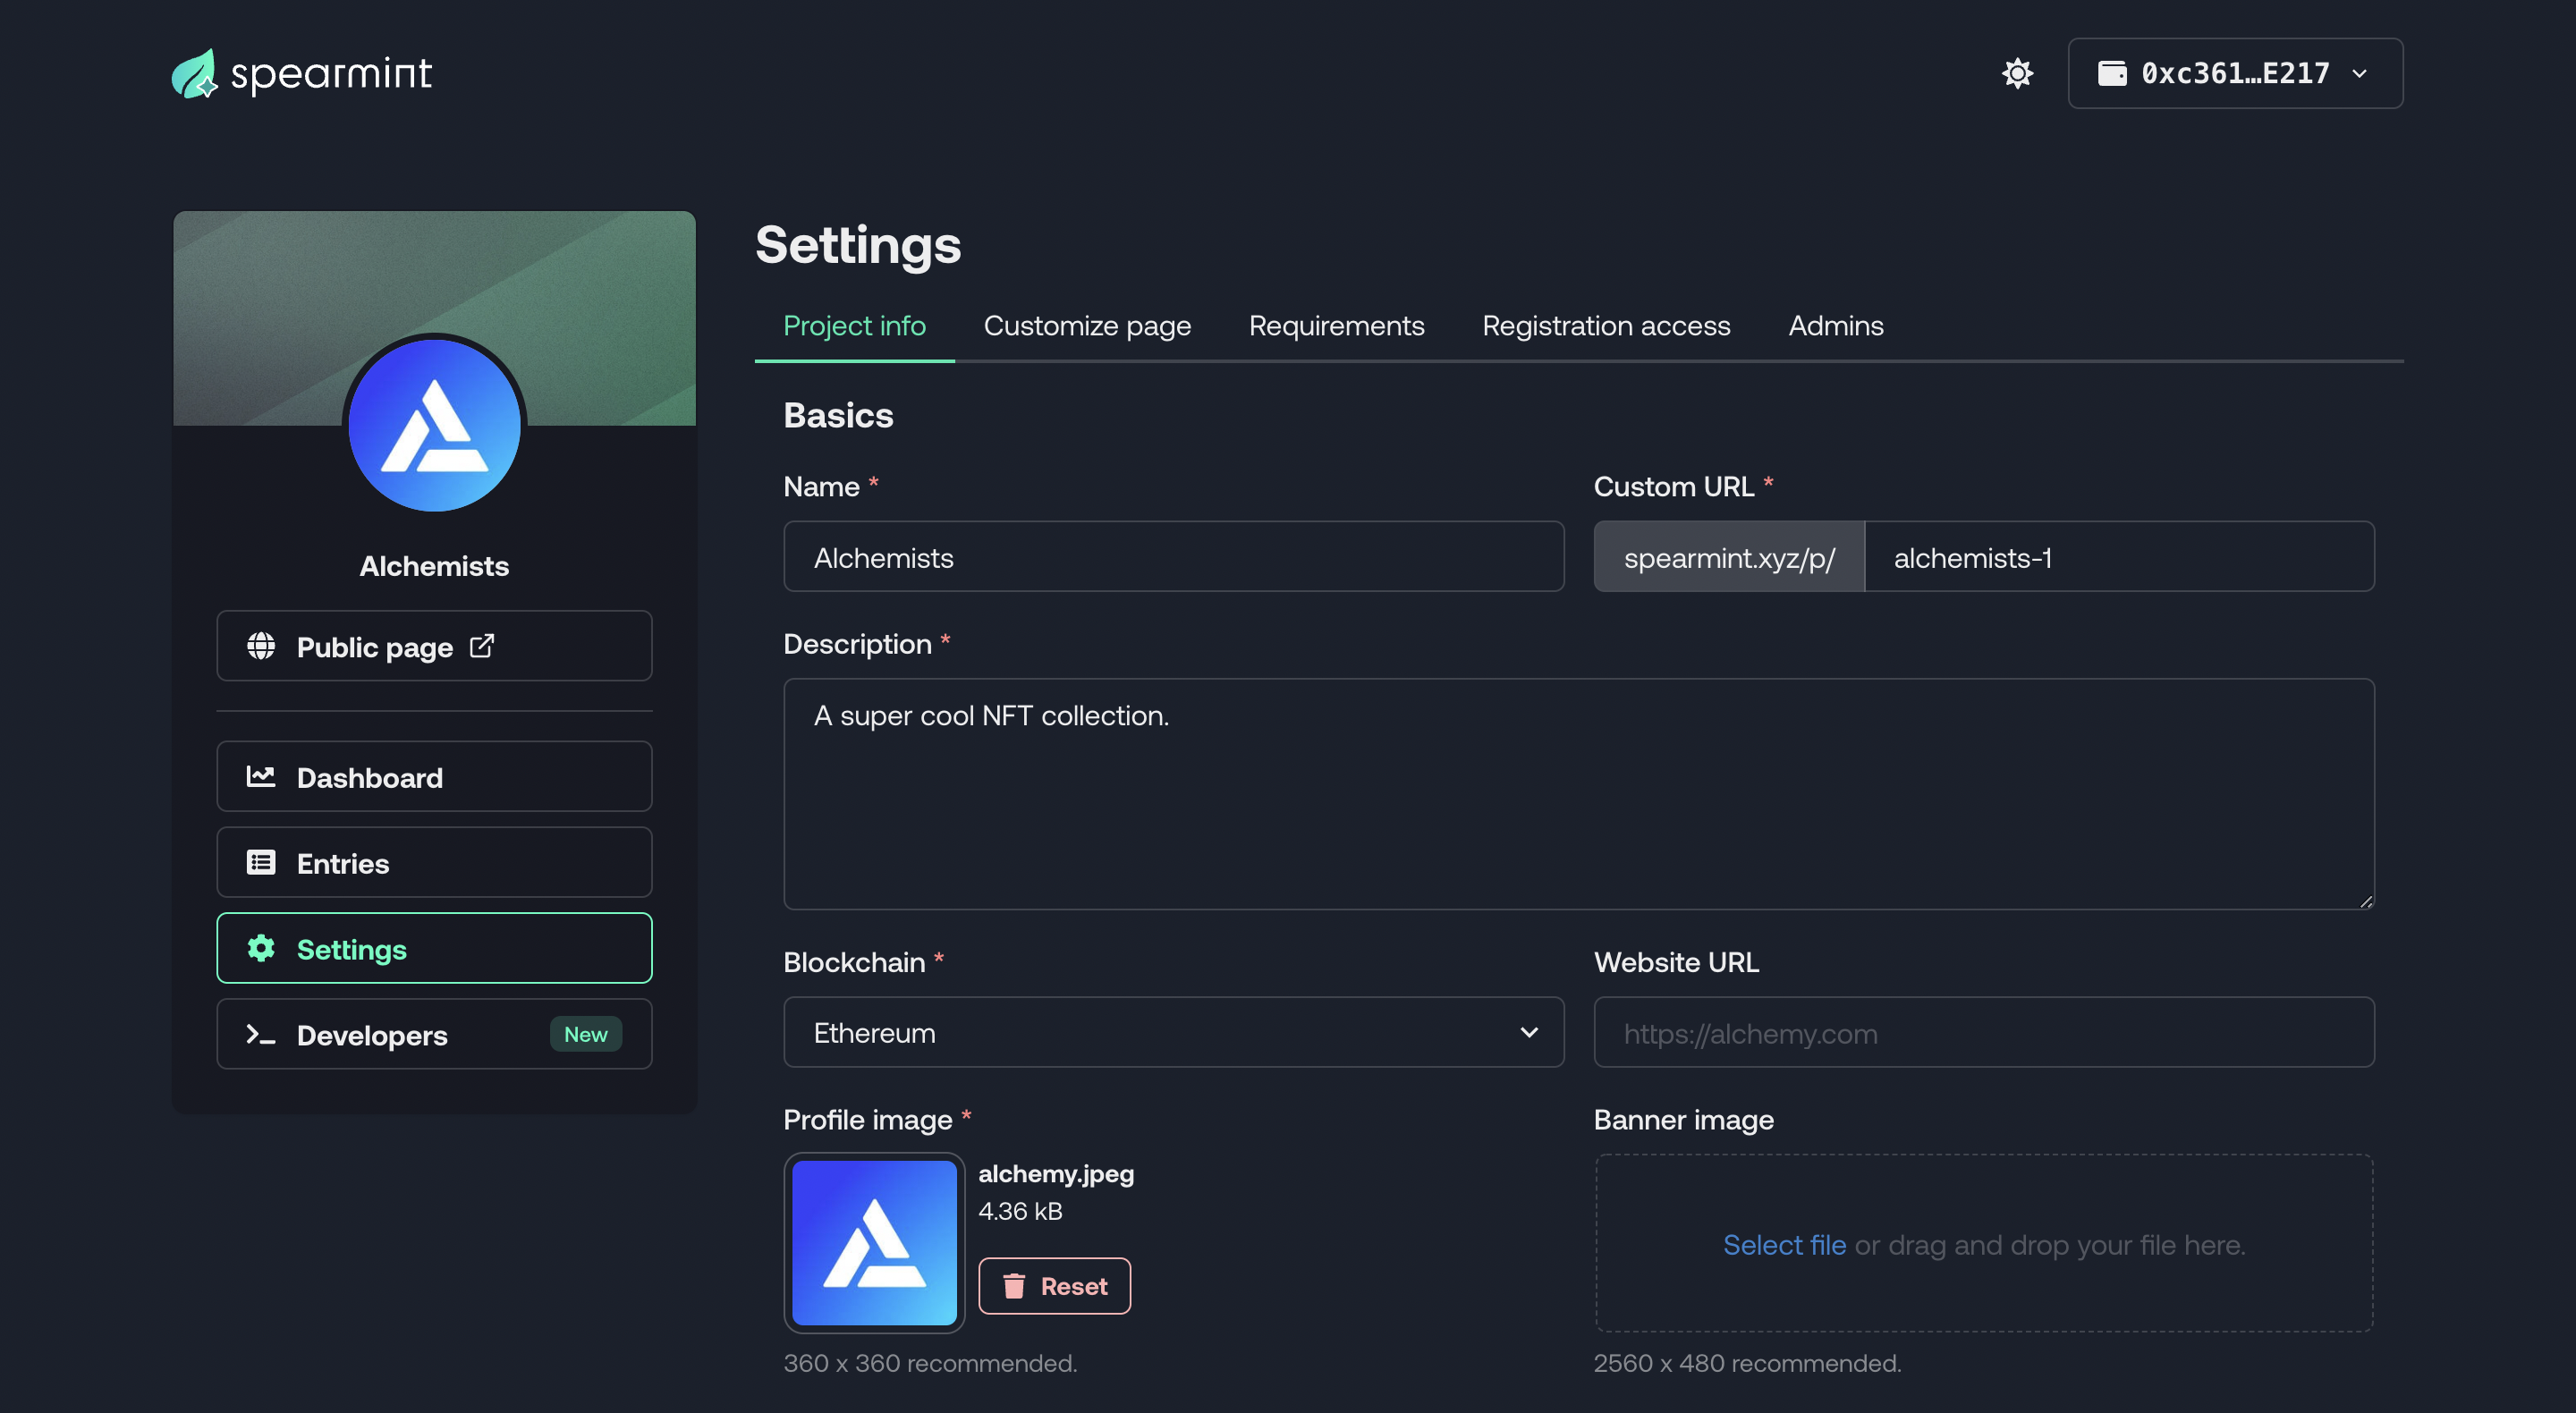 spearmint
0xc361…E217
Alchemists
Public page
Dashboard
Entries
Settings
Developers New
Settings
Project info Customize page Requirements Registration access Admins
Basics
Name * Custom URL *
Alchemists spearmint.xyz/p/ alchemists-1
Description *
A super cool NFT collection.
Blockchain * Website URL
Ethereum https://alchemy.com
Profile image * Banner image
alchemy.jpeg
4.36 kB
Reset
Select file or drag and drop your file here.
360 x 360 recommended. 2560 x 480 recommended.